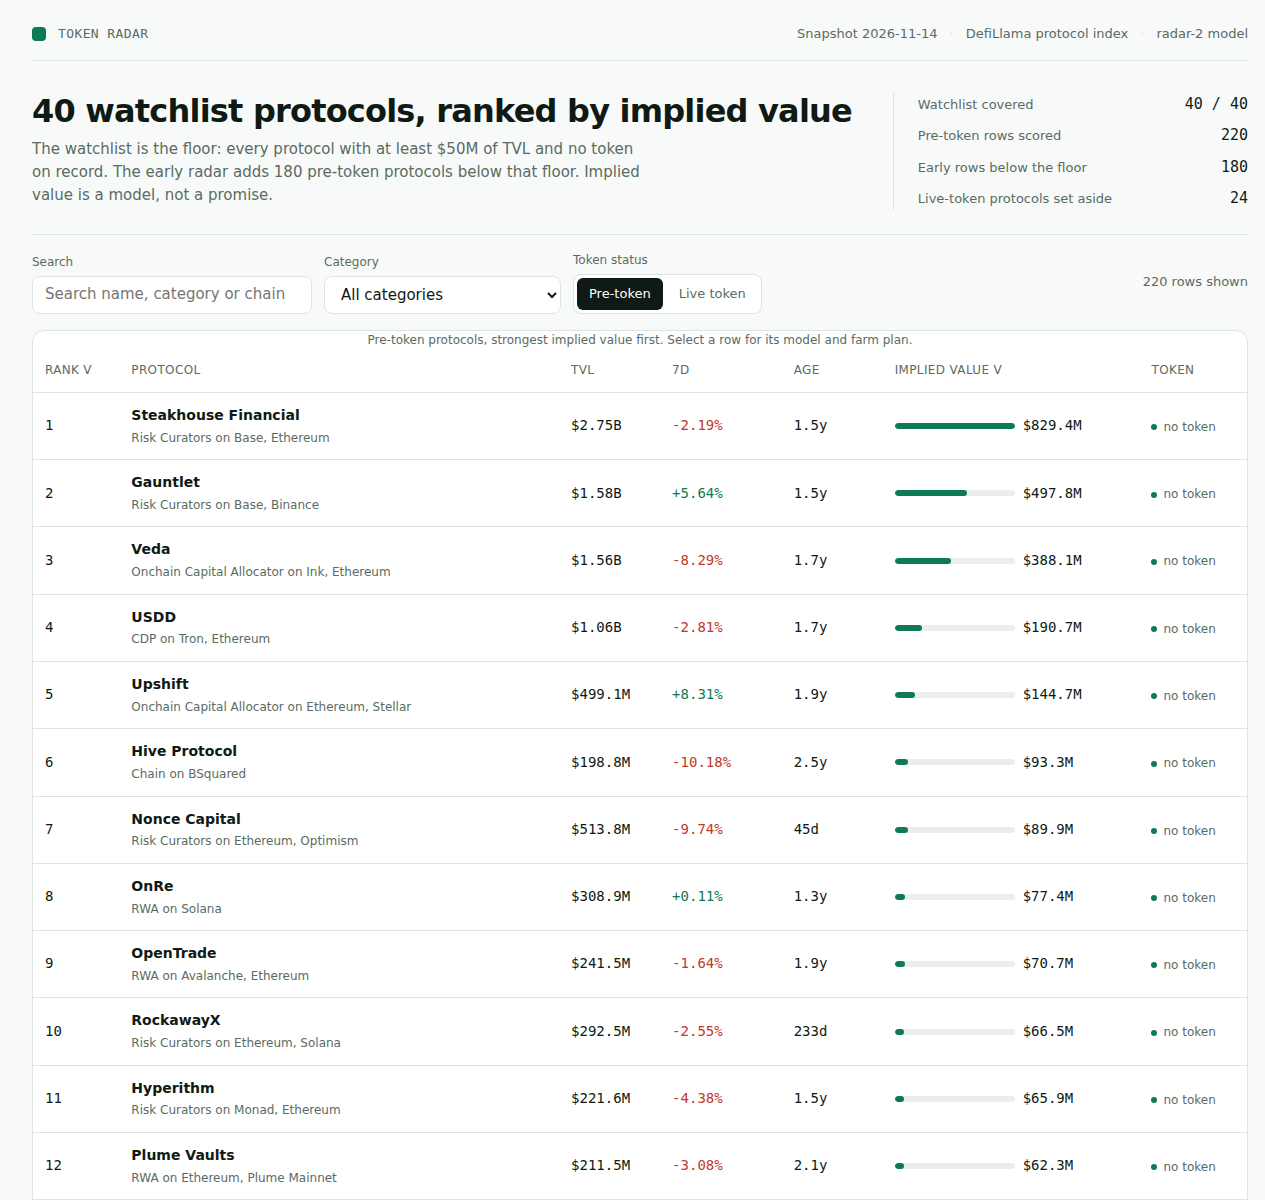 TOKEN RADAR
Snapshot 2026-11-14 · DefiLlama protocol index · radar-2 model
40 watchlist protocols, ranked by implied value
The watchlist is the floor: every protocol with at least $50M of TVL and no token
on record. The early radar adds 180 pre-token protocols below that floor. Implied
value is a model, not a promise.
Watchlist covered 40 / 40
Pre-token rows scored 220
Early rows below the floor 180
Live-token protocols set aside 24
Search
Category
Token status
Search name, category or chain
All categories
Pre-token Live token
220 rows shown
Pre-token protocols, strongest implied value first. Select a row for its model and farm plan.
RANK V PROTOCOL TVL 7D AGE IMPLIED VALUE V TOKEN
1 Steakhouse Financial $2.75B -2.19% 1.5y $829.4M no token
Risk Curators on Base, Ethereum
2 Gauntlet $1.58B +5.64% 1.5y $497.8M no token
Risk Curators on Base, Binance
3 Veda $1.56B -8.29% 1.7y $388.1M no token
Onchain Capital Allocator on Ink, Ethereum
4 USDD $1.06B -2.81% 1.7y $190.7M no token
CDP on Tron, Ethereum
5 Upshift $499.1M +8.31% 1.9y $144.7M no token
Onchain Capital Allocator on Ethereum, Stellar
6 Hive Protocol $198.8M -10.18% 2.5y $93.3M no token
Chain on BSquared
7 Nonce Capital $513.8M -9.74% 45d $89.9M no token
Risk Curators on Ethereum, Optimism
8 OnRe $308.9M +0.11% 1.3y $77.4M no token
RWA on Solana
9 OpenTrade $241.5M -1.64% 1.9y $70.7M no token
RWA on Avalanche, Ethereum
10 RockawayX $292.5M -2.55% 233d $66.5M no token
Risk Curators on Ethereum, Solana
11 Hyperithm $221.6M -4.38% 1.5y $65.9M no token
Risk Curators on Monad, Ethereum
12 Plume Vaults $211.5M -3.08% 2.1y $62.3M no token
RWA on Ethereum, Plume Mainnet